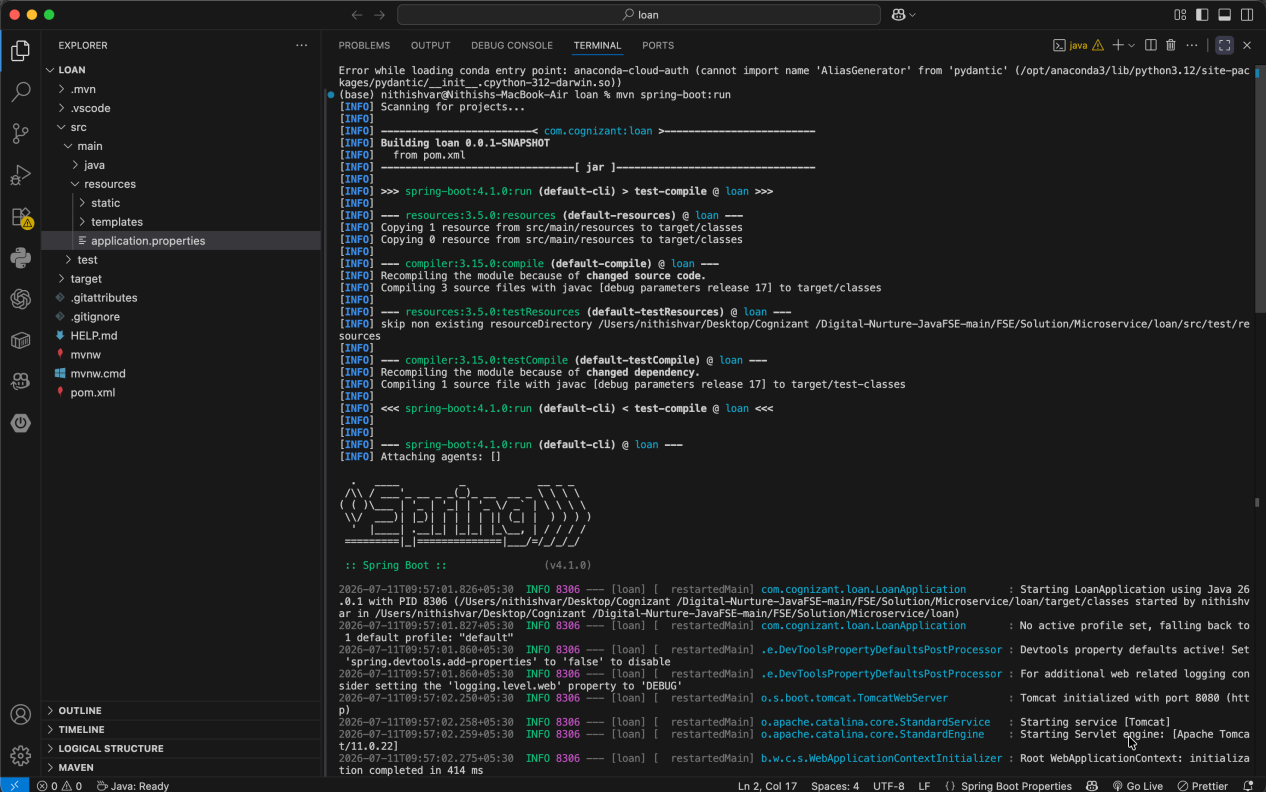 loan
EXPLORER
LOAN
.mvn
.vscode
src
main
java
resources
static
templates
application.properties
test
target
.gitattributes
.gitignore
HELP.md
mvnw
mvnw.cmd
pom.xml
OUTLINE
TIMELINE
LOGICAL STRUCTURE
MAVEN
PROBLEMS OUTPUT DEBUG CONSOLE TERMINAL PORTS
java
Error while loading conda entry point: anaconda-cloud-auth (cannot import name 'AliasGenerator' from 'pydantic' (/opt/anaconda3/lib/python3.12/site-pac
kages/pydantic/__init__.cpython-312-darwin.so))
(base) nithishvar@Nithishs-MacBook-Air loan % mvn spring-boot:run
[INFO] Scanning for projects...
[INFO]
[INFO] -------------------------< com.cognizant:loan >-------------------------
[INFO] Building loan 0.0.1-SNAPSHOT
[INFO]   from pom.xml
[INFO] --------------------------------[ jar ]---------------------------------
[INFO]
[INFO] >>> spring-boot:4.1.0:run (default-cli) > test-compile @ loan >>>
[INFO]
[INFO] --- resources:3.5.0:resources (default-resources) @ loan ---
[INFO] Copying 1 resource from src/main/resources to target/classes
[INFO] Copying 0 resource from src/main/resources to target/classes
[INFO]
[INFO] --- compiler:3.15.0:compile (default-compile) @ loan ---
[INFO] Recompiling the module because of changed source code.
[INFO] Compiling 3 source files with javac [debug parameters release 17] to target/classes
[INFO]
[INFO] --- resources:3.5.0:testResources (default-testResources) @ loan ---
[INFO] skip non existing resourceDirectory /Users/nithishvar/Desktop/Cognizant /Digital-Nurture-JavaFSE-main/FSE/Solution/Microservice/loan/src/test/re
sources
[INFO]
[INFO] --- compiler:3.15.0:testCompile (default-testCompile) @ loan ---
[INFO] Recompiling the module because of changed dependency.
[INFO] Compiling 1 source file with javac [debug parameters release 17] to target/test-classes
[INFO]
[INFO] <<< spring-boot:4.1.0:run (default-cli) < test-compile @ loan <<<
[INFO]
[INFO]
[INFO] --- spring-boot:4.1.0:run (default-cli) @ loan ---
[INFO] Attaching agents: []
:: Spring Boot ::                (v4.1.0)
2026-07-11T09:57:01.826+05:30  INFO 8306 --- [loan] [  restartedMain] com.cognizant.loan.LoanApplication       : Starting LoanApplication using Java 26
.0.1 with PID 8306 (/Users/nithishvar/Desktop/Cognizant /Digital-Nurture-JavaFSE-main/FSE/Solution/Microservice/loan/target/classes started by nithishv
ar in /Users/nithishvar/Desktop/Cognizant /Digital-Nurture-JavaFSE-main/FSE/Solution/Microservice/loan)
2026-07-11T09:57:01.827+05:30  INFO 8306 --- [loan] [  restartedMain] com.cognizant.loan.LoanApplication       : No active profile set, falling back to
 1 default profile: "default"
2026-07-11T09:57:01.860+05:30  INFO 8306 --- [loan] [  restartedMain] .e.DevToolsPropertyDefaultsPostProcessor : Devtools property defaults active! Set
 'spring.devtools.add-properties' to 'false' to disable
2026-07-11T09:57:01.860+05:30  INFO 8306 --- [loan] [  restartedMain] .e.DevToolsPropertyDefaultsPostProcessor : For additional web related logging con
sider setting the 'logging.level.web' property to 'DEBUG'
2026-07-11T09:57:02.250+05:30  INFO 8306 --- [loan] [  restartedMain] o.s.boot.tomcat.TomcatWebServer          : Tomcat initialized with port 8080 (htt
p)
2026-07-11T09:57:02.258+05:30  INFO 8306 --- [loan] [  restartedMain] o.apache.catalina.core.StandardService   : Starting service [Tomcat]
2026-07-11T09:57:02.259+05:30  INFO 8306 --- [loan] [  restartedMain] o.apache.catalina.core.StandardEngine    : Starting Servlet engine: [Apache Tomca
t/11.0.22]
2026-07-11T09:57:02.275+05:30  INFO 8306 --- [loan] [  restartedMain] b.w.c.s.WebApplicationContextInitializer : Root WebApplicationContext: initializa
tion completed in 414 ms
0 0 Java: Ready Ln 2, Col 17 Spaces: 4 UTF-8 LF {} Spring Boot Properties Go Live Prettier